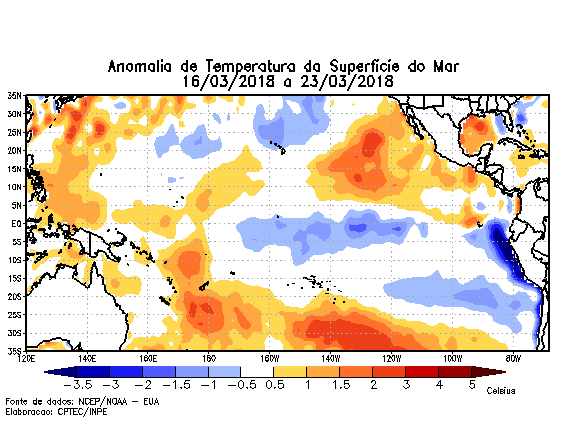 Anomalia de Temperatura da Superfície do Mar
16/03/2018 a 23/03/2018
35N
30N
25N
20N
15N
10N
5N
EQ
5S
10S
15S
20S
25S
30S
35S
120E 140E 160E 180 160W 140W 120W 100W 80W
-3.5 -3 -2 -1.5 -1 -0.5 0.5 1 1.5 2 3 4 5
Celsius
Fonte de dados: NCEP/NOAA - EUA
Elaboracao: CPTEC/INPE